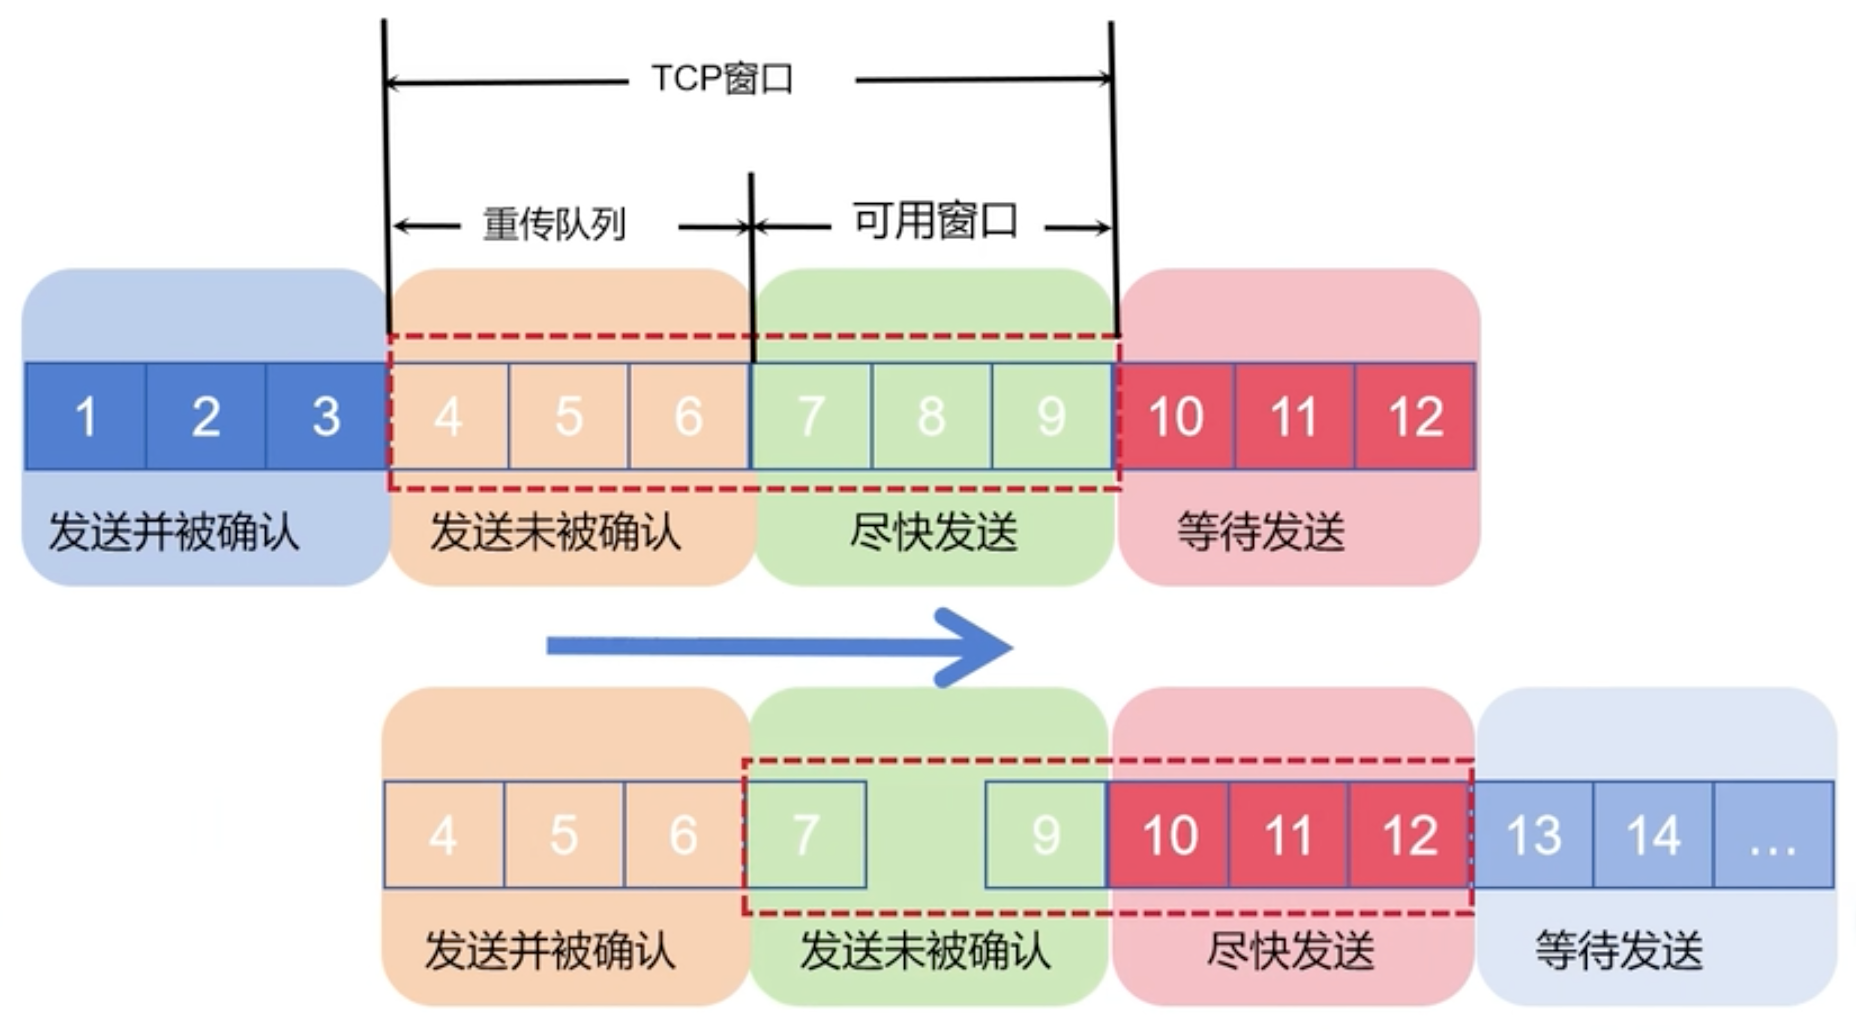 TCP窗口
重传队列 可用窗口
1 2 3 4 5 6 7 8 9 10 11 12
发送并被确认 发送未被确认 尽快发送 等待发送
4 5 6 7 9 10 11 12 13 14 ...
发送并被确认 发送未被确认 尽快发送 等待发送